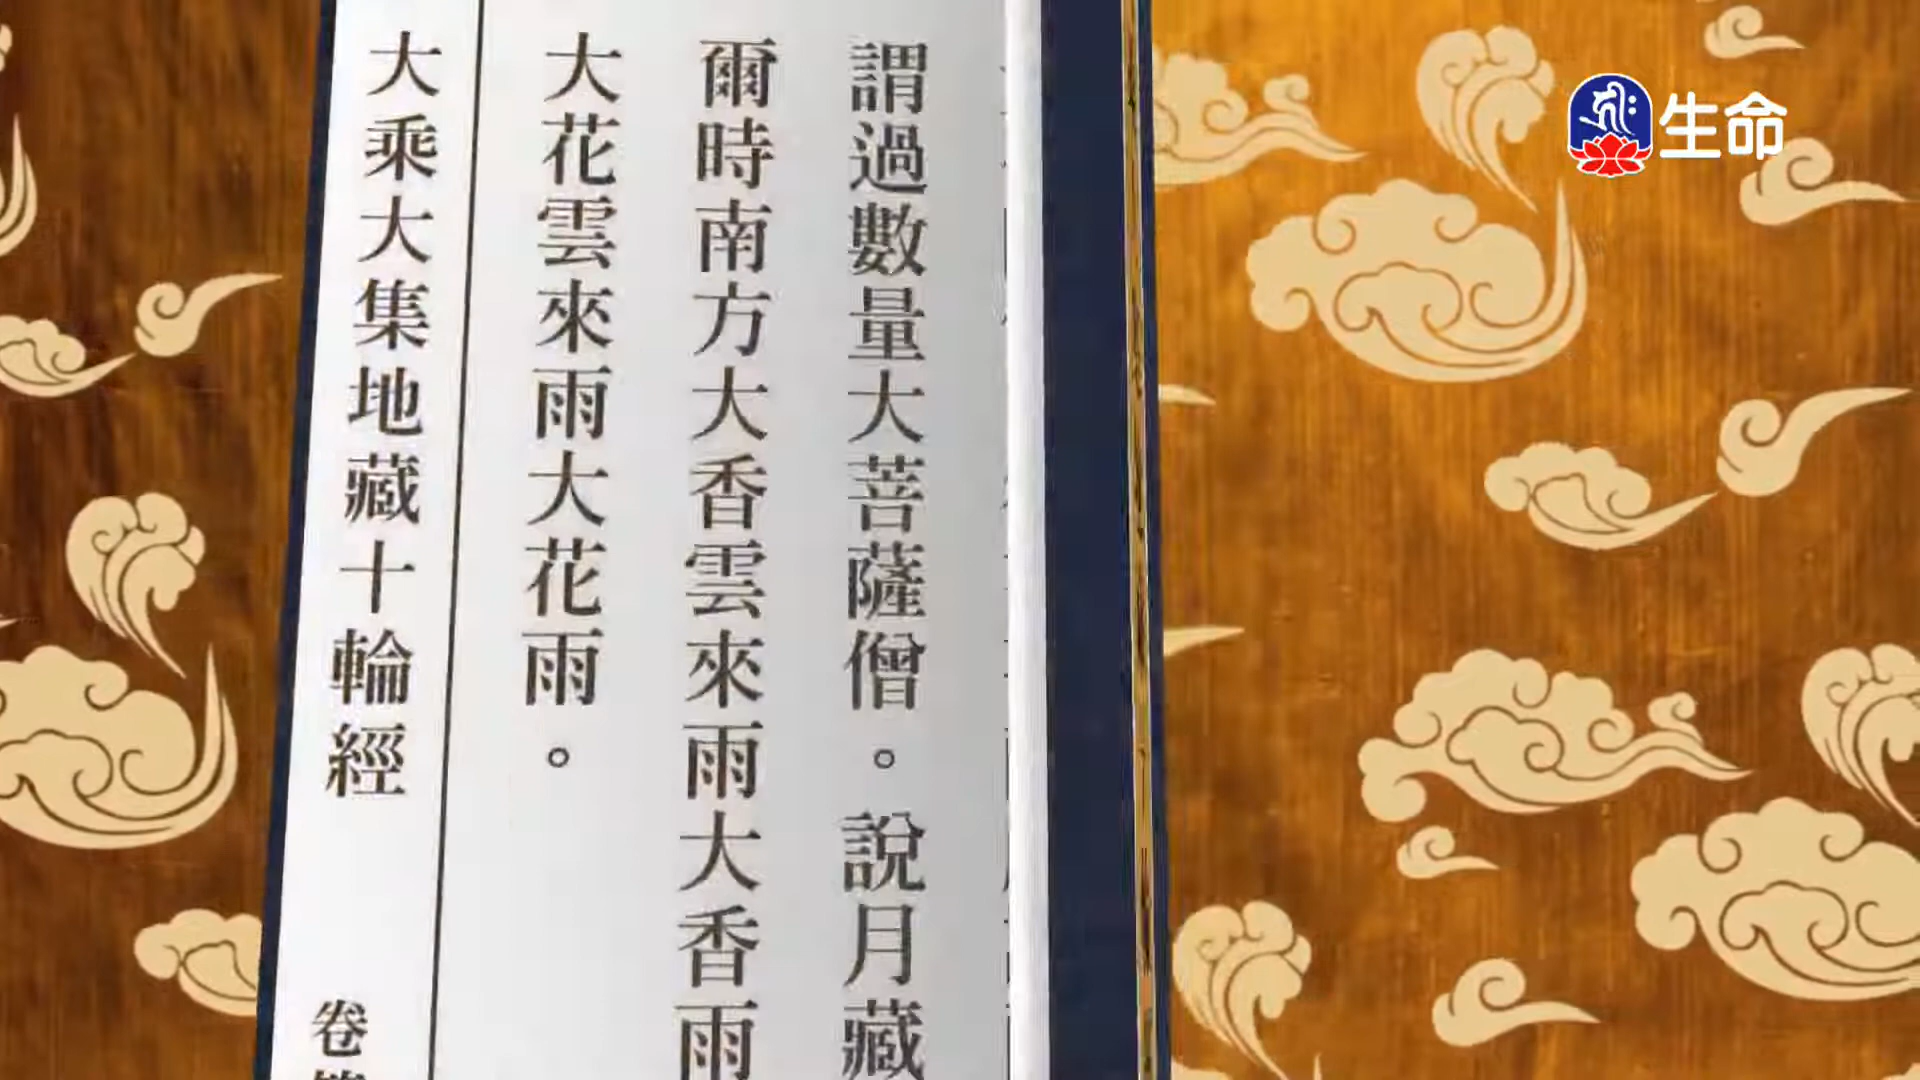 謂過數量大菩薩僧。說月藏
爾時南方大香雲來雨大香雨
大花雲來雨大花雨。
大乘大集地藏十輪經
卷
生命